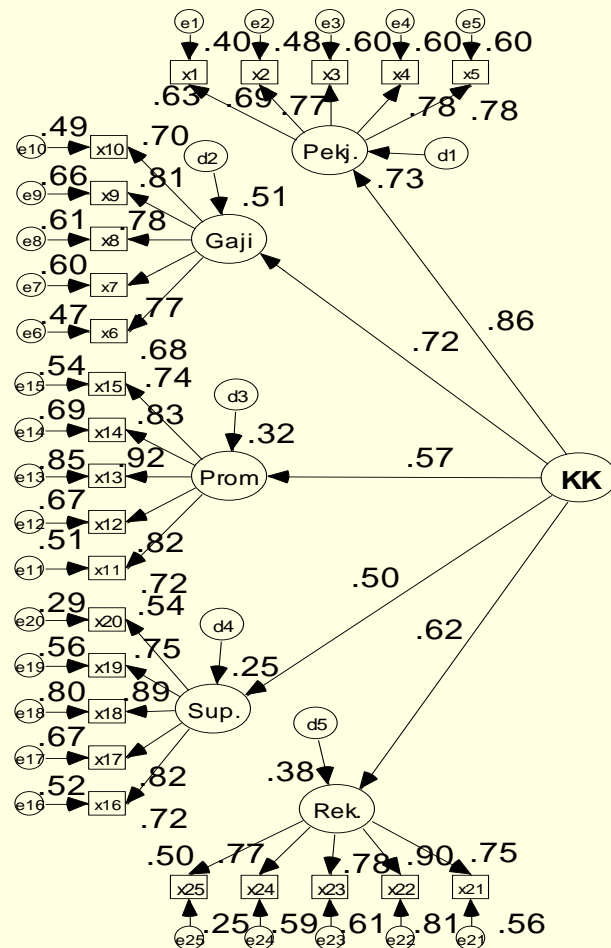 e1 e2 e3 e4 e5
.40 .48 .60 .60 .60
x1 x2 x3 x4 x5
.63 .69 .77 .78 .78
Pekj. d1
.73
e10 .49 x10 .70 d2
e9 .66 x9 .81 .51
e8 .61 x8 .78 Gaji
e7 .60 x7
e6 .47 x6 .77
.68
.86
.72
e15 .54 x15 .74 d3
e14 .69 x14 .83 .32
e13 .85 x13 .92 Prom .57 KK
e12 .67 x12
e11 .51 x11 .82
.72
.50
.62
e20 .29 x20 .54 d4
e19 .56 x19 .75 .25
e18 .80 x18 .89 Sup.
e17 .67 x17
e16 .52 x16 .82
.72
d5
.38
Rek.
.50 .77 .78 .90 .75
x25 x24 x23 x22 x21
.25 .59 .61 .81 .56
e25 e24 e23 e22 e21